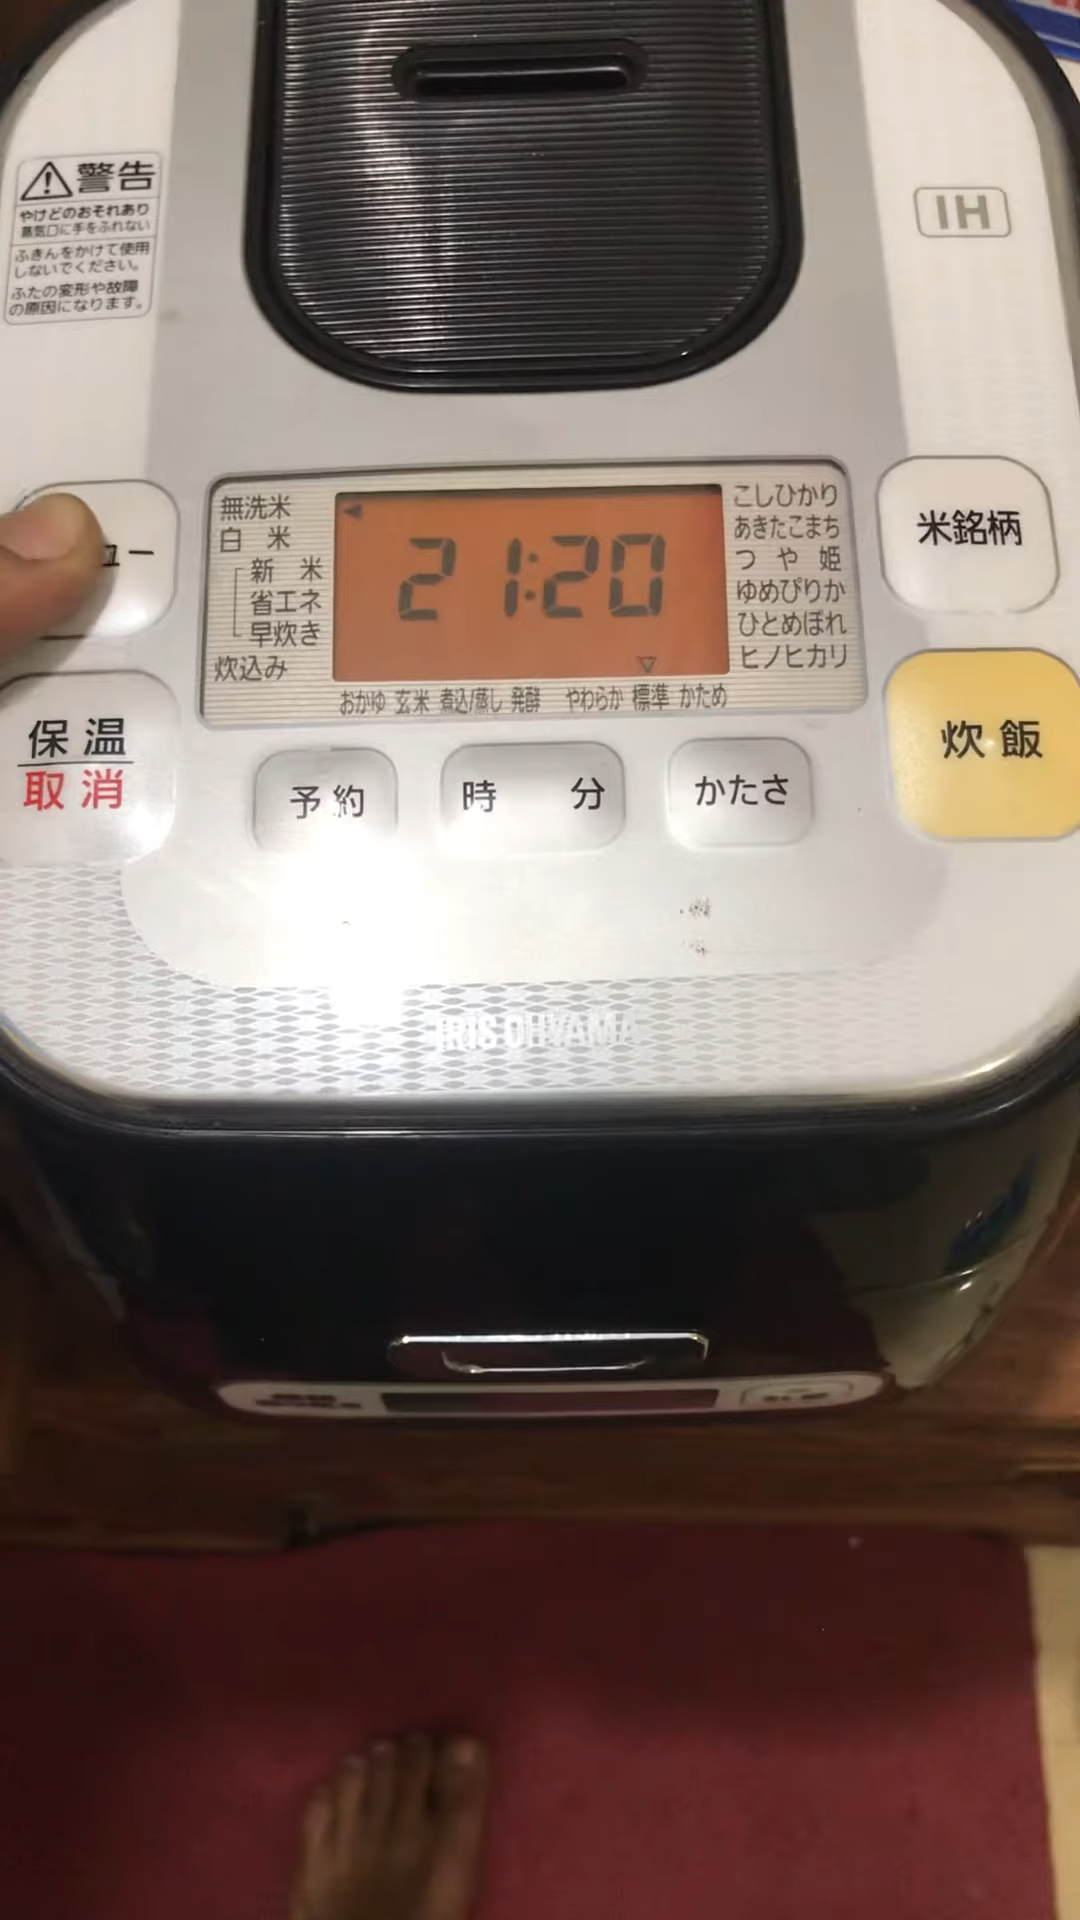 警告
やけどのおそれあり
蒸気口に手をふれない
ふきんをかけて使用
しないでください。
ふたの変形や故障
の原因になります。
IH
無洗米
白米
新米
省エネ
早炊き
炊込み
21:20
こしひかり
あきたこまち
つや姫
ゆめぴりか
ひとめぼれ
ヒノヒカリ
おかゆ 玄米 煮込/蒸し 発酵 やわらか 標準 かため
ュー
米銘柄
保温
取消
予約
時 分
かたさ
炊飯
IRIS OHYAMA